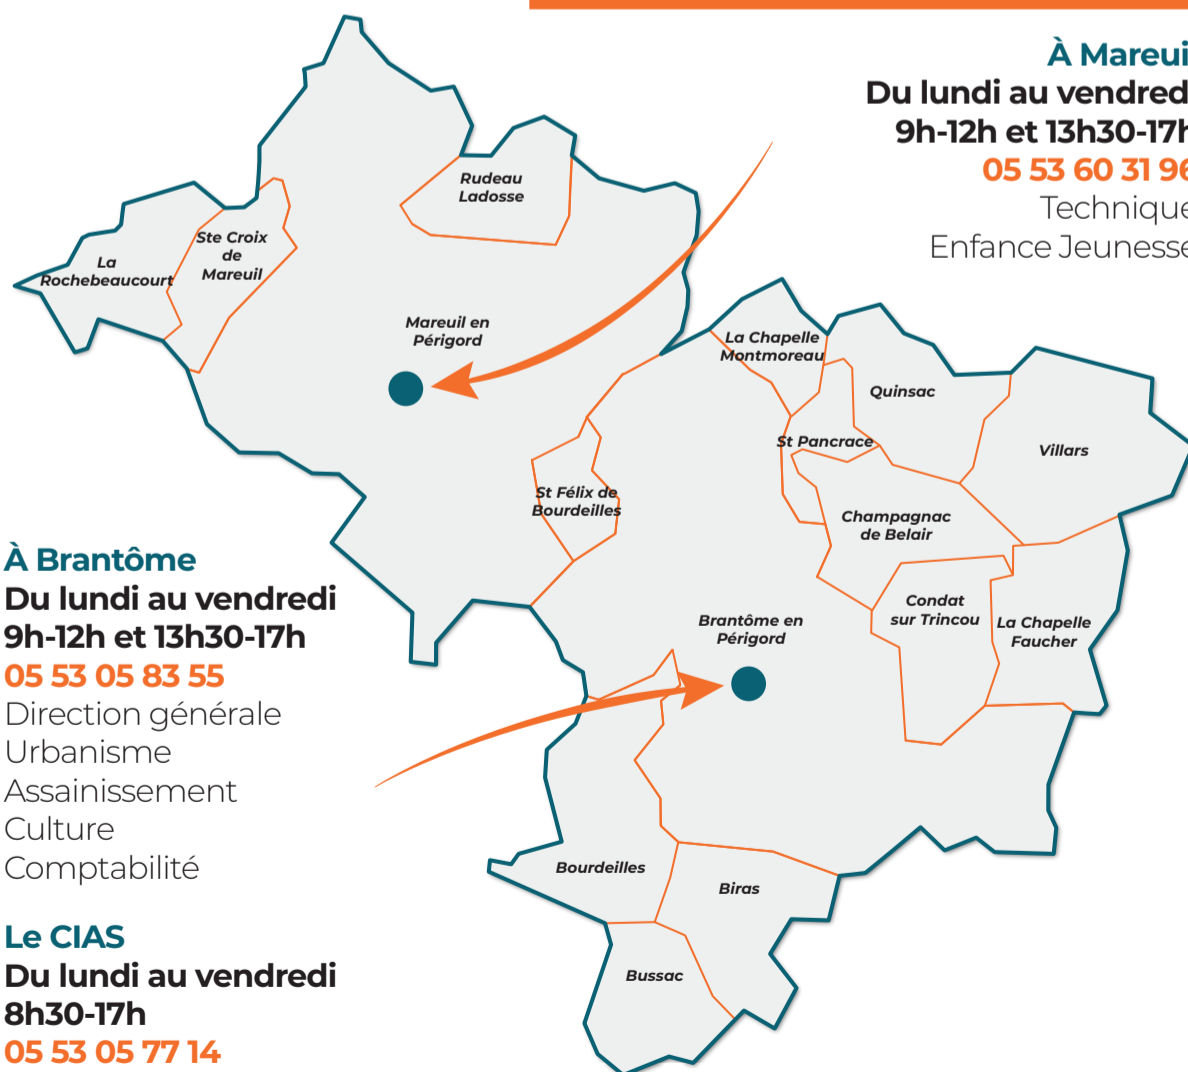 À Mareui
Du lundi au vendred
9h-12h et 13h30-17h
05 53 60 31 96
Technique
Enfance Jeunesse
Rudeau
Ladosse
Ste Croix
de
Mareuil
La
Rochebeaucourt
Mareuil en
Périgord
La Chapelle
Montmoreau
Quinsac
St Pancrace
Villars
St Félix de
Bourdeilles
Champagnac
de Belair
Condat
sur Trincou
La Chapelle
Faucher
Brantôme en
Périgord
Bourdeilles
Biras
Bussac
À Brantôme
Du lundi au vendredi
9h-12h et 13h30-17h
05 53 05 83 55
Direction générale
Urbanisme
Assainissement
Culture
Comptabilité
Le CIAS
Du lundi au vendredi
8h30-17h
05 53 05 77 14